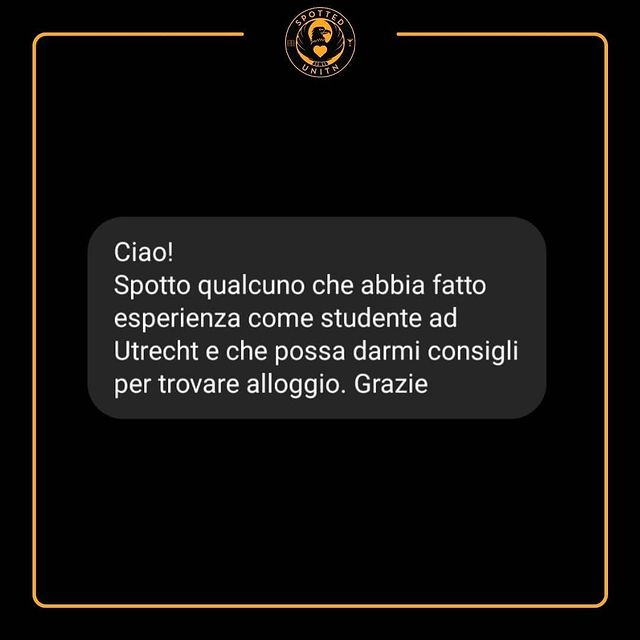 SPOTTED
UNITN
Ciao!
Spotto qualcuno che abbia fatto
esperienza come studente ad
Utrecht e che possa darmi consigli
per trovare alloggio. Grazie